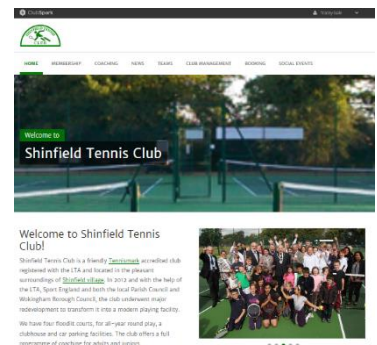 ClubSpark
HOME MEMBERSHIP COACHING NEWS TEAMS CLUB MANAGEMENT BOOKING SOCIAL EVENTS
Welcome to
Shinfield Tennis Club
Welcome to Shinfield Tennis
Club!
Shinfield Tennis Club is a friendly Tennismark accredited club
registered with the LTA and located in the pleasant
surroundings of Shinfield village. In 2012 and with the help of
the LTA, Sport England and both the local Parish Council and
Wokingham Borough Council, the club underwent major
redevelopment to transform it into a modern playing facility.
We have four floodlit courts, for all-year round play, a
clubhouse and car parking facilities. The club offers a full
programme of coaching for adults and juniors